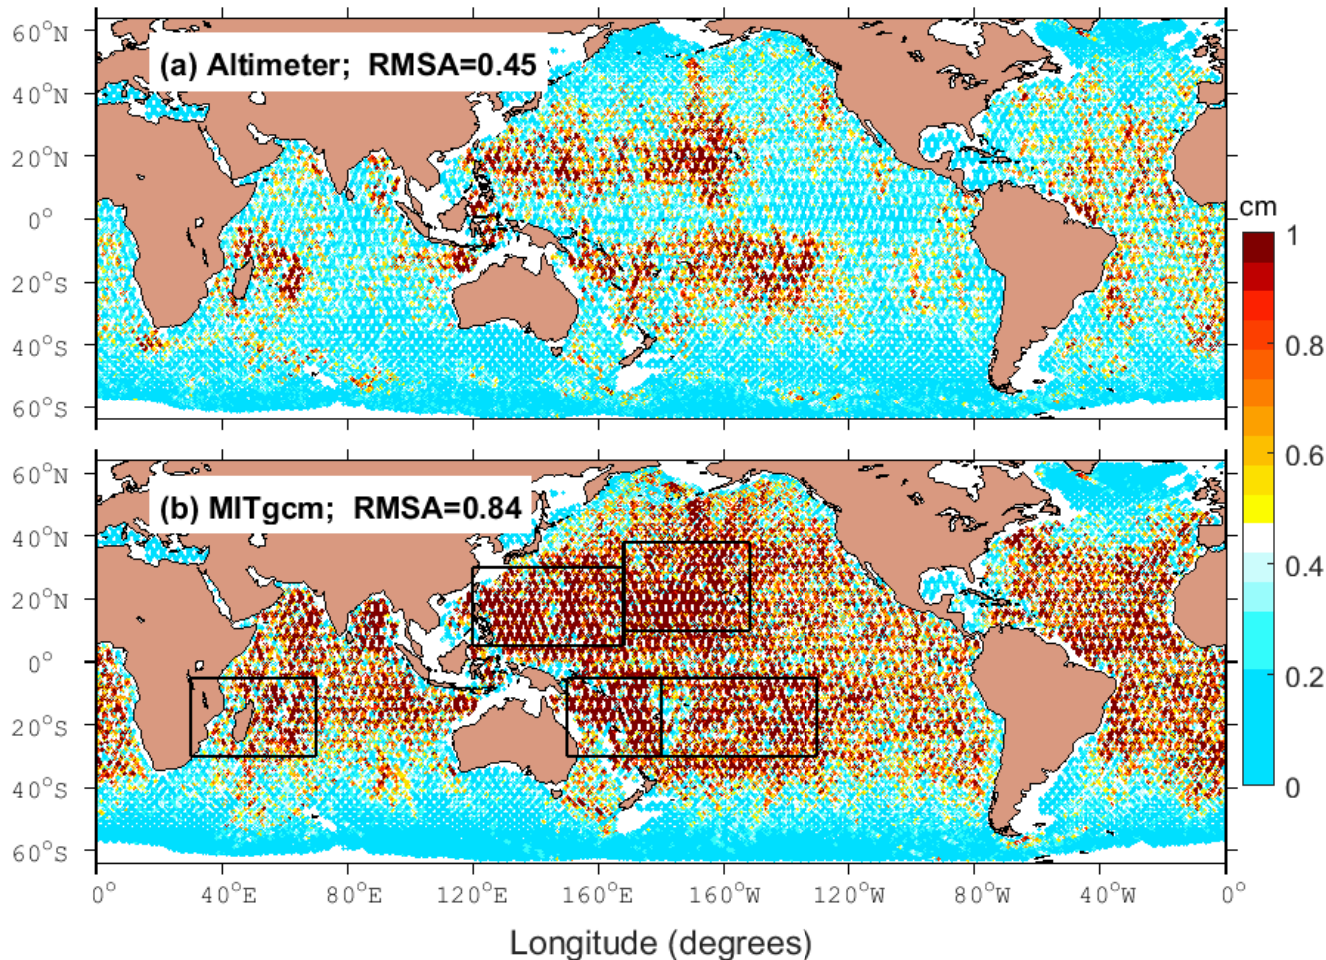 60°N
(a) Altimeter; RMSA=0.45
40°N
20°N
0°
20°S
40°S
60°S
cm
1
0.8
0.6
0.4
0.2
0
60°N
(b) MITgcm; RMSA=0.84
40°N
20°N
0°
20°S
40°S
60°S
0° 40°E 80°E 120°E 160°E 160°W 120°W 80°W 40°W 0°
Longitude (degrees)